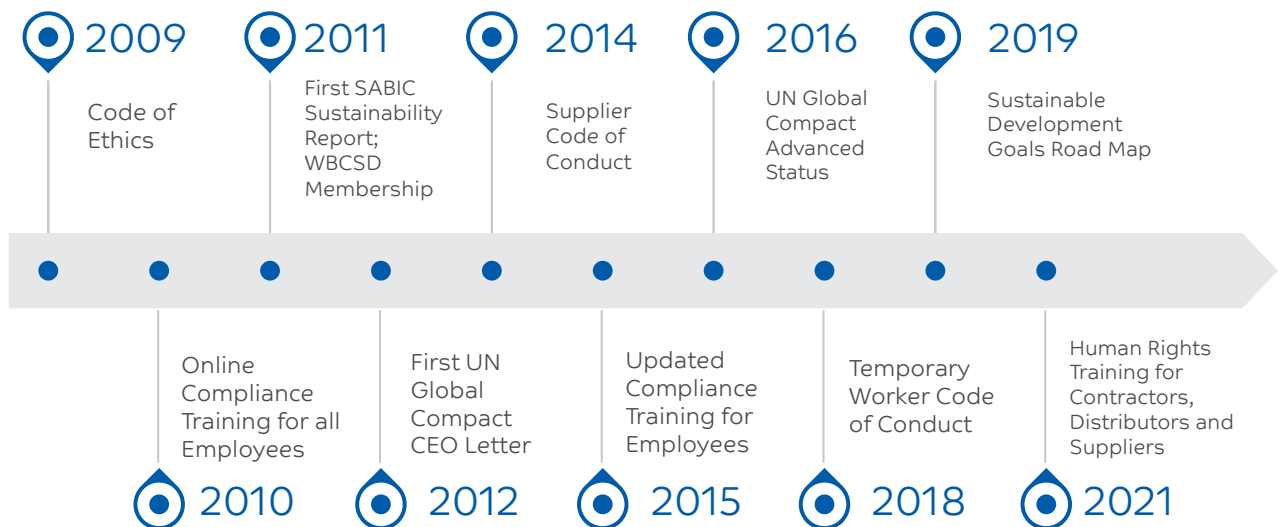 2009
Code of
Ethics
2011
First SABIC
Sustainability
Report;
WBCSD
Membership
2014
Supplier
Code of
Conduct
2016
UN Global
Compact
Advanced
Status
2019
Sustainable
Development
Goals Road Map
Online
Compliance
Training for all
Employees
2010
First UN
Global
Compact
CEO Letter
2012
Updated
Compliance
Training for
Employees
2015
Temporary
Worker Code
of Conduct
2018
Human Rights
Training for
Contractors,
Distributors and
Suppliers
2021